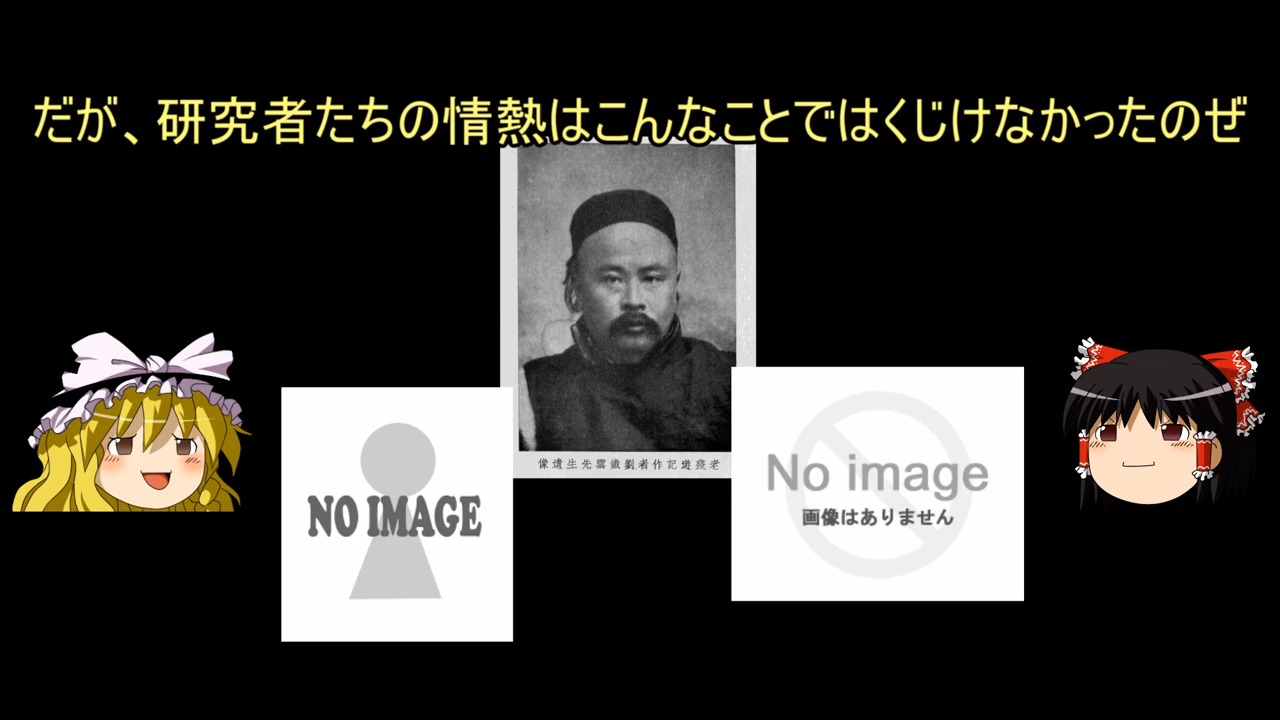 だが、研究者たちの情熱はこんなことではくじけなかったのぜ
像遺生先雲鐵劉者作記遊殘老
NO IMAGE
No image
画像はありません